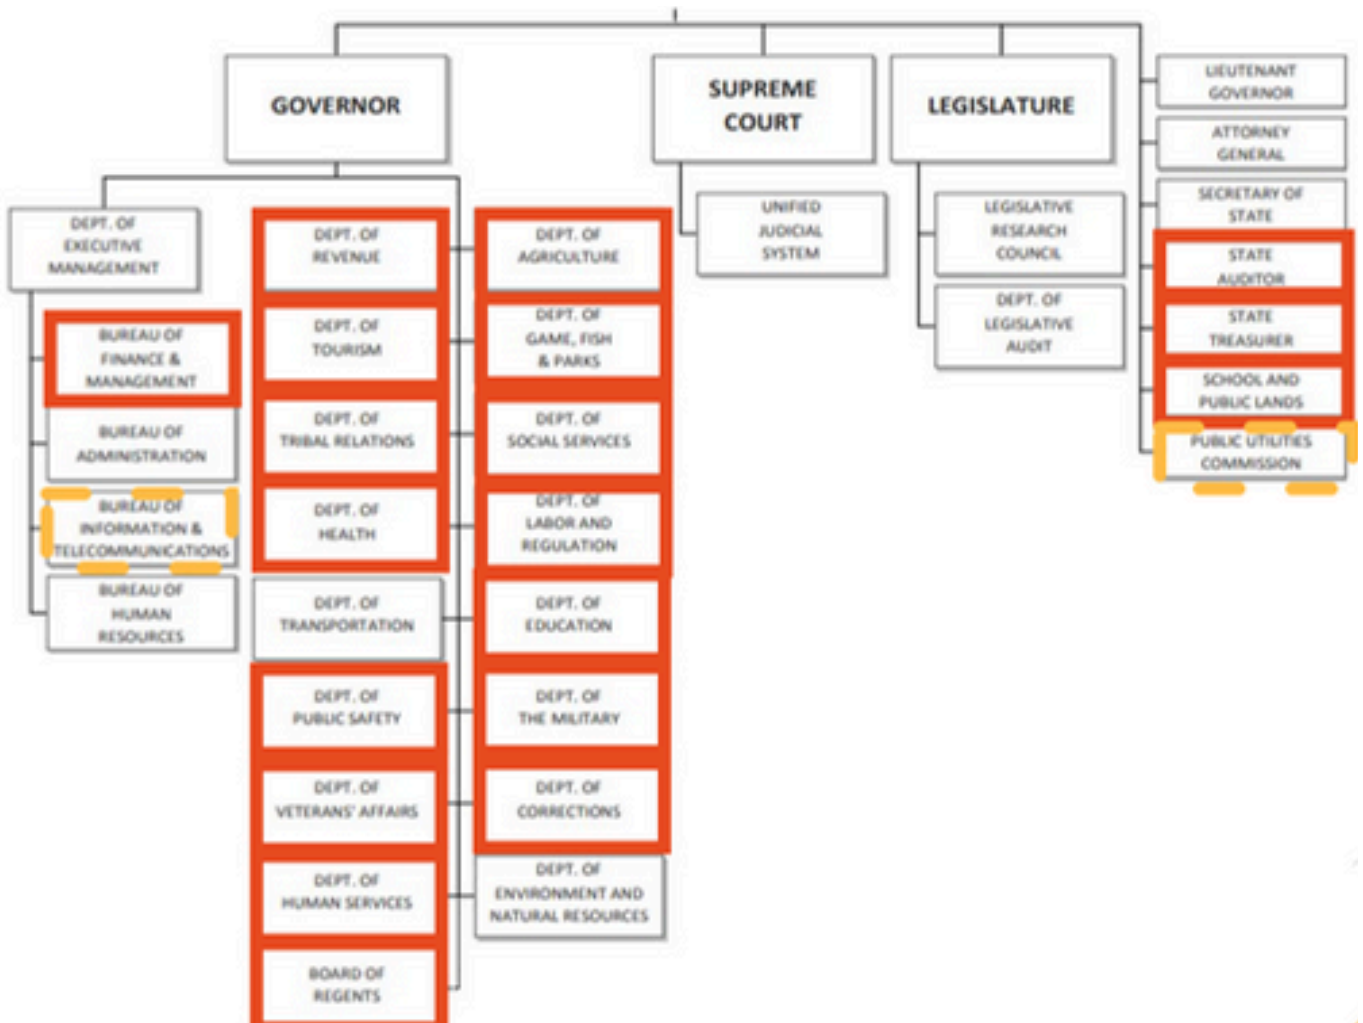 GOVERNOR
SUPREME
COURT
LEGISLATURE
LIEUTENANT
GOVERNOR
ATTORNEY
GENERAL
SECRETARY OF
STATE
STATE
AUDITOR
STATE
TREASURER
SCHOOL AND
PUBLIC LANDS
PUBLIC UTILITIES
COMMISSION
UNIFIED
JUDICIAL
SYSTEM
LEGISLATIVE
RESEARCH
COUNCIL
DEPT. OF
LEGISLATIVE
AUDIT
DEPT. OF
EXECUTIVE
MANAGEMENT
BUREAU OF
FINANCE &
MANAGEMENT
BUREAU OF
ADMINISTRATION
BUREAU OF
INFORMATION &
TELECOMMUNICATIONS
BUREAU OF
HUMAN
RESOURCES
DEPT. OF
REVENUE
DEPT. OF
TOURISM
DEPT. OF
TRIBAL RELATIONS
DEPT. OF
HEALTH
DEPT. OF
TRANSPORTATION
DEPT. OF
PUBLIC SAFETY
DEPT. OF
VETERANS' AFFAIRS
DEPT. OF
HUMAN SERVICES
BOARD OF
REGENTS
DEPT. OF
AGRICULTURE
DEPT. OF
GAME, FISH
& PARKS
DEPT. OF
SOCIAL SERVICES
DEPT. OF
LABOR AND
REGULATION
DEPT. OF
EDUCATION
DEPT. OF
THE MILITARY
DEPT. OF
CORRECTIONS
DEPT. OF
ENVIRONMENT AND
NATURAL RESOURCES